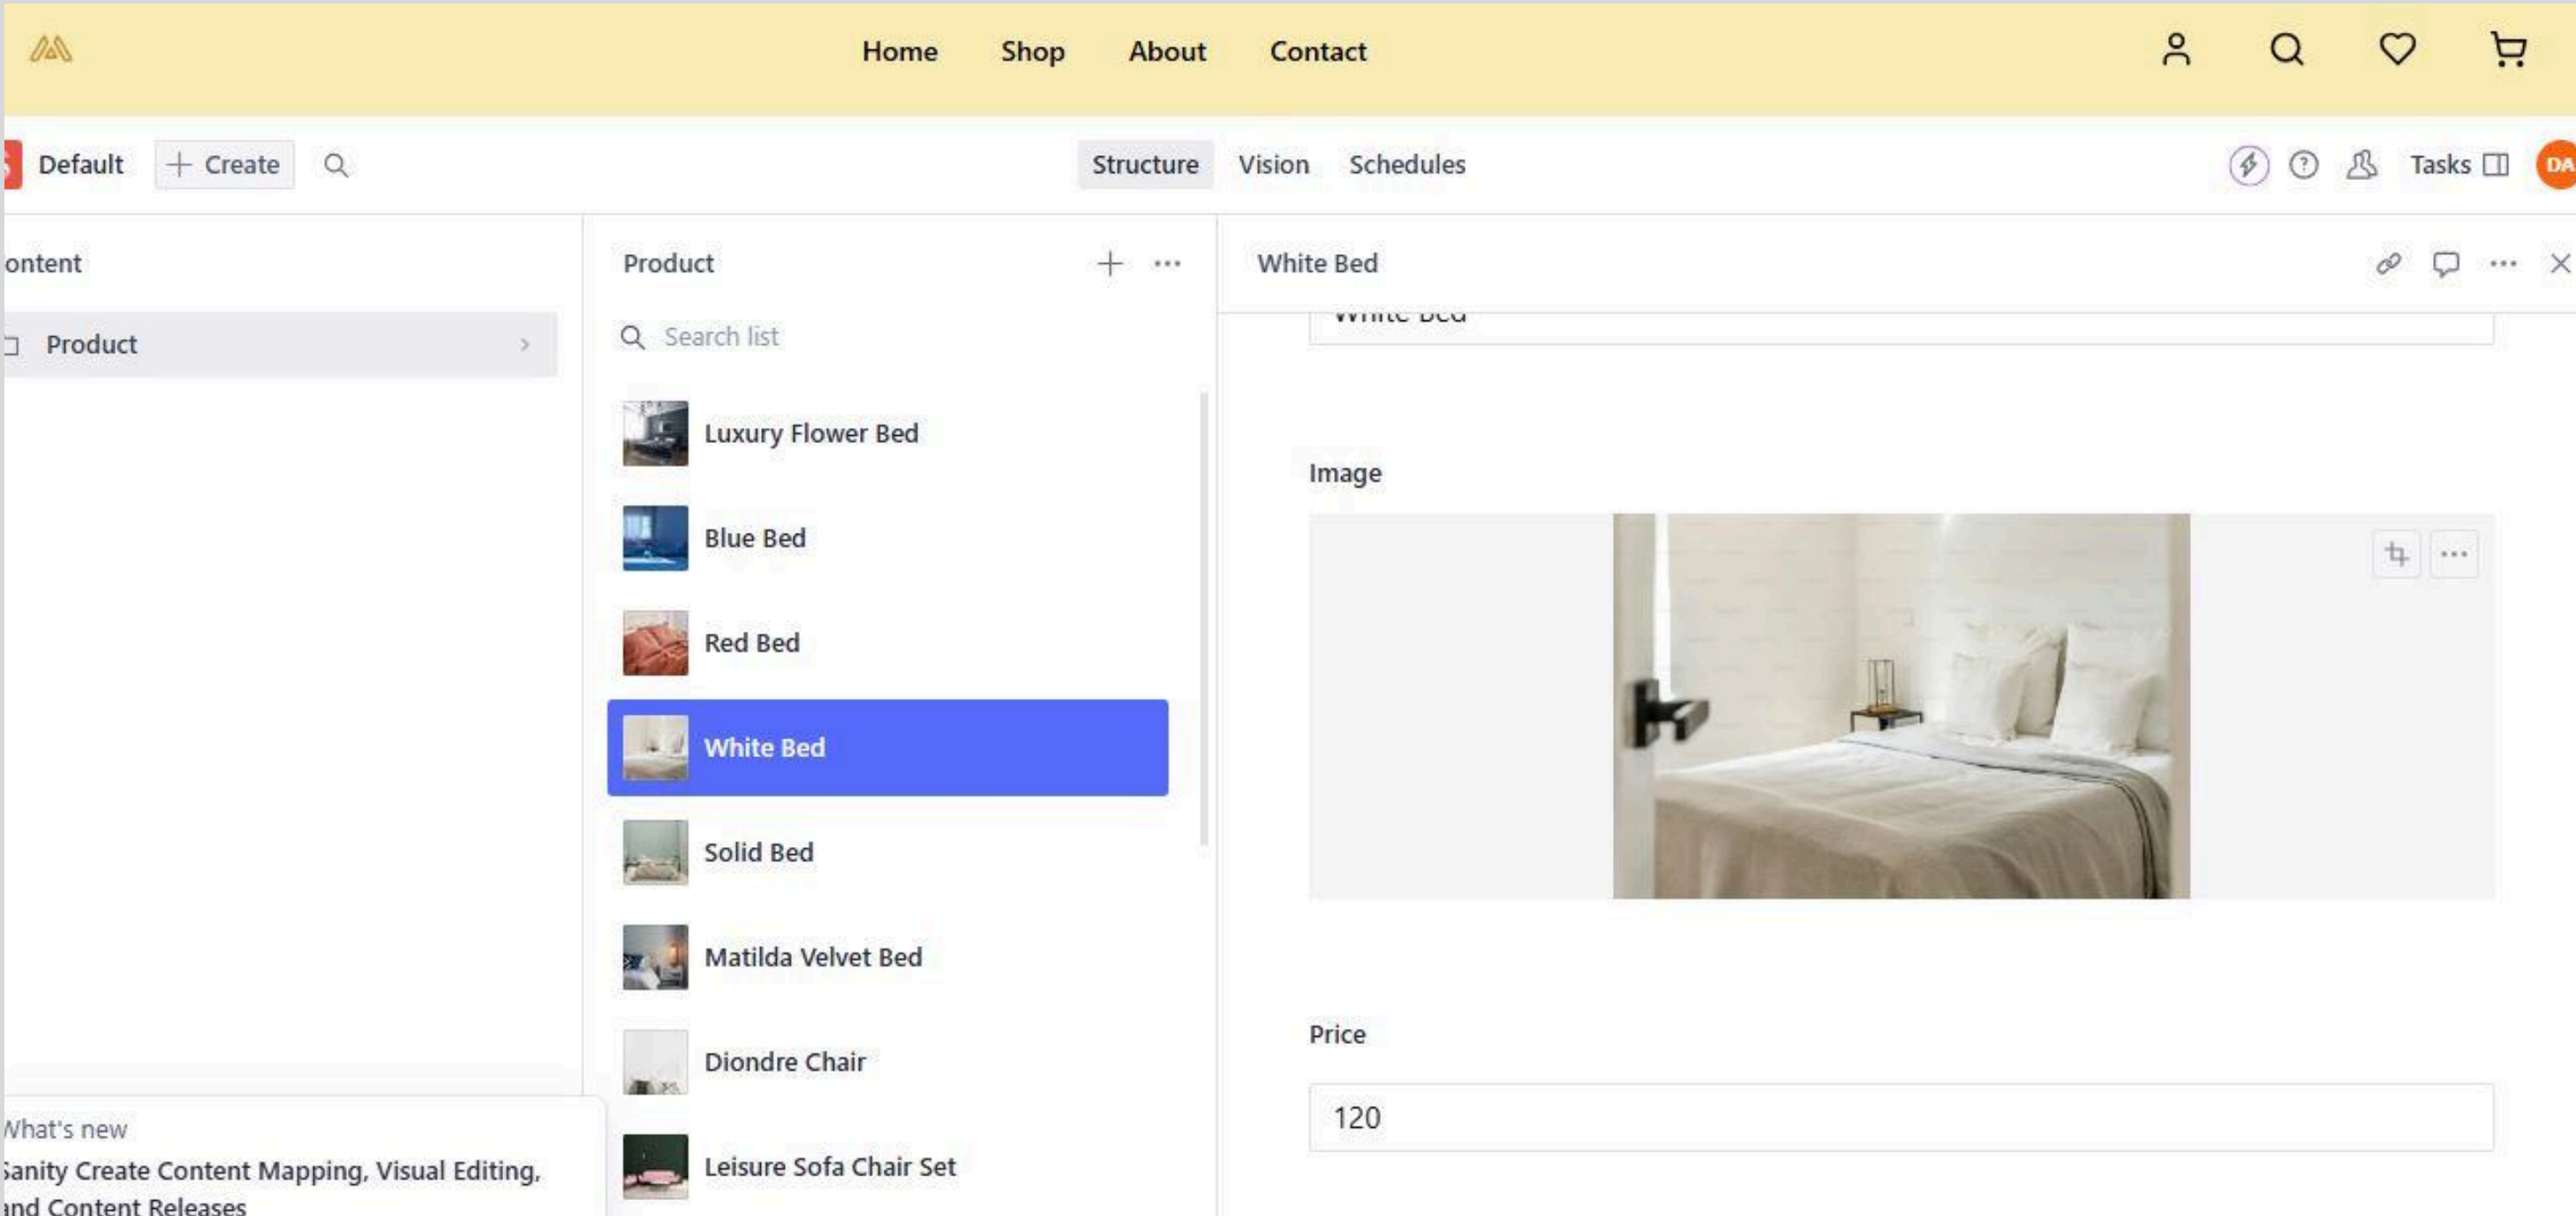 Home Shop About Contact
Default + Create
Structure Vision Schedules
Tasks DA
ontent
Product
Product
Search list
Luxury Flower Bed
Blue Bed
Red Bed
White Bed
Solid Bed
Matilda Velvet Bed
Diondre Chair
Leisure Sofa Chair Set
White Bed
White Bed
Image
Price
120
What's new
Sanity Create Content Mapping, Visual Editing,
and Content Releases